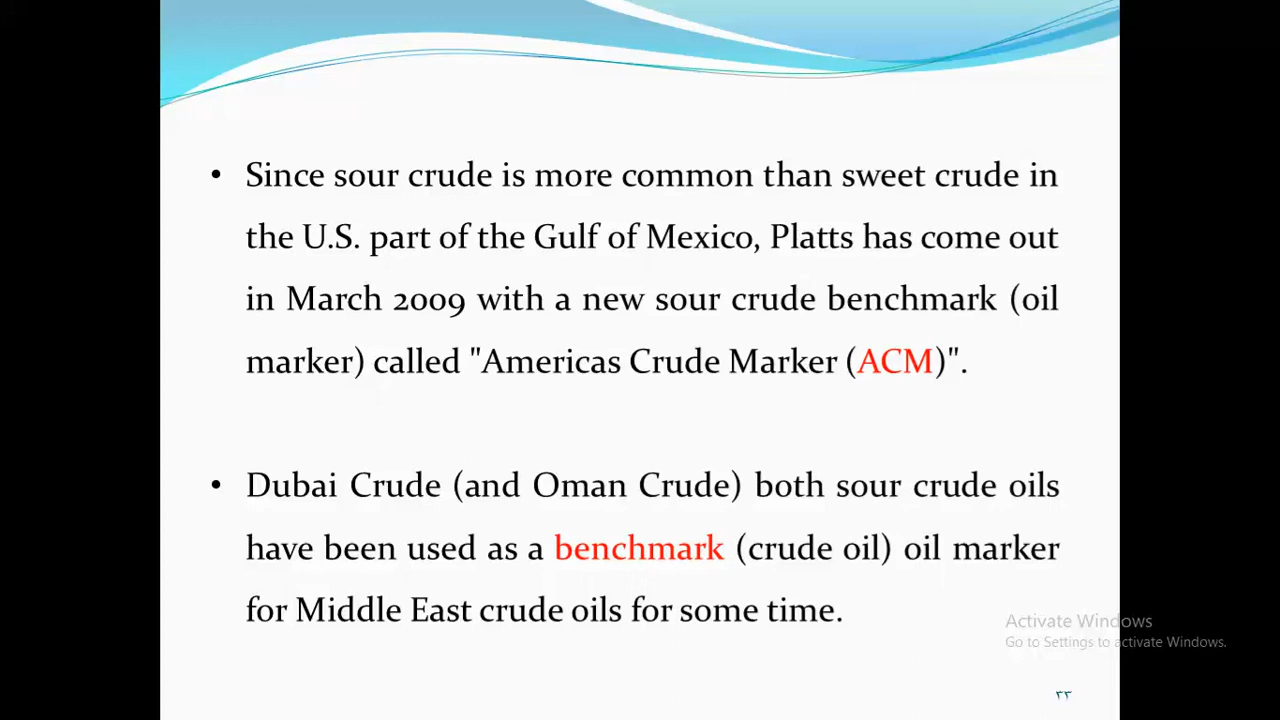 • Since sour crude is more common than sweet crude in
the U.S. part of the Gulf of Mexico, Platts has come out
in March 2009 with a new sour crude benchmark (oil
marker) called "Americas Crude Marker (ACM)".
• Dubai Crude (and Oman Crude) both sour crude oils
have been used as a benchmark (crude oil) oil marker
for Middle East crude oils for some time.
Activate Windows
Go to Settings to activate Windows.
٣٣